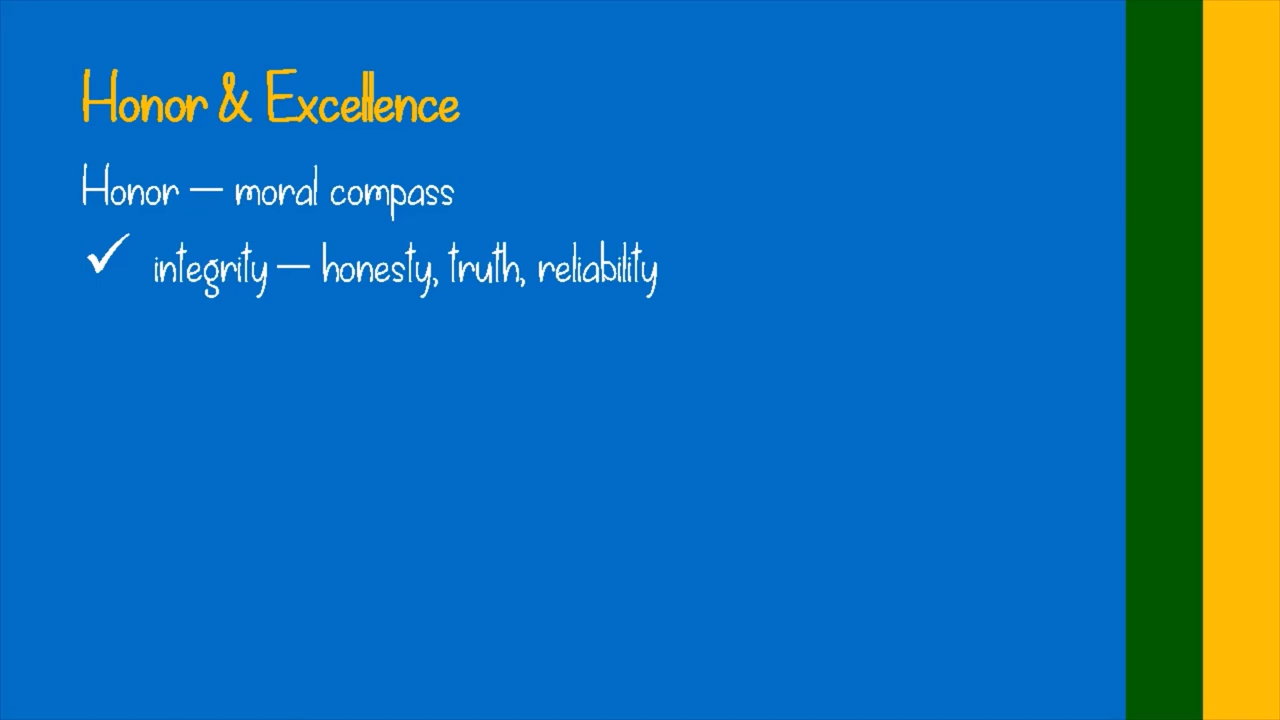 Honor & Excellence
Honor — moral compass
✓ integrity — honesty, truth, reliability